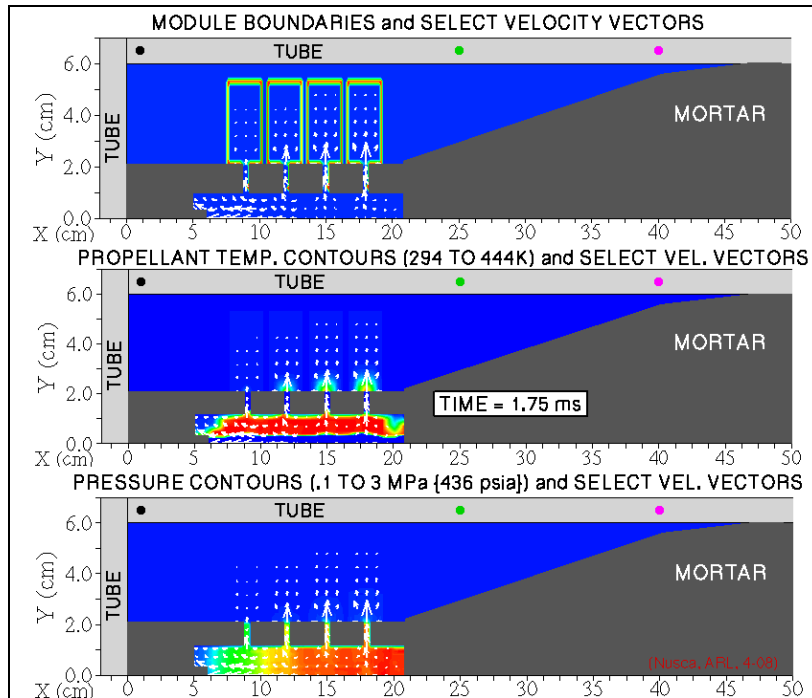 MODULE BOUNDARIES and SELECT VELOCITY VECTORS
TUBE
6.0
4.0
2.0
0.0
Y (cm)
TUBE
MORTAR
X (cm) 0 5 10 15 20 25 30 35 40 45 50
PROPELLANT TEMP. CONTOURS (294 TO 444K) and SELECT VEL. VECTORS
TUBE
6.0
4.0
2.0
0.0
Y (cm)
TUBE
MORTAR
TIME = 1.75 ms
X (cm) 0 5 10 15 20 25 30 35 40 45 50
PRESSURE CONTOURS (.1 TO 3 MPa {436 psia}) and SELECT VEL. VECTORS
TUBE
6.0
4.0
2.0
0.0
Y (cm)
TUBE
MORTAR
(Nusca, ARL, 4-08)
X (cm) 0 5 10 15 20 25 30 35 40 45 50